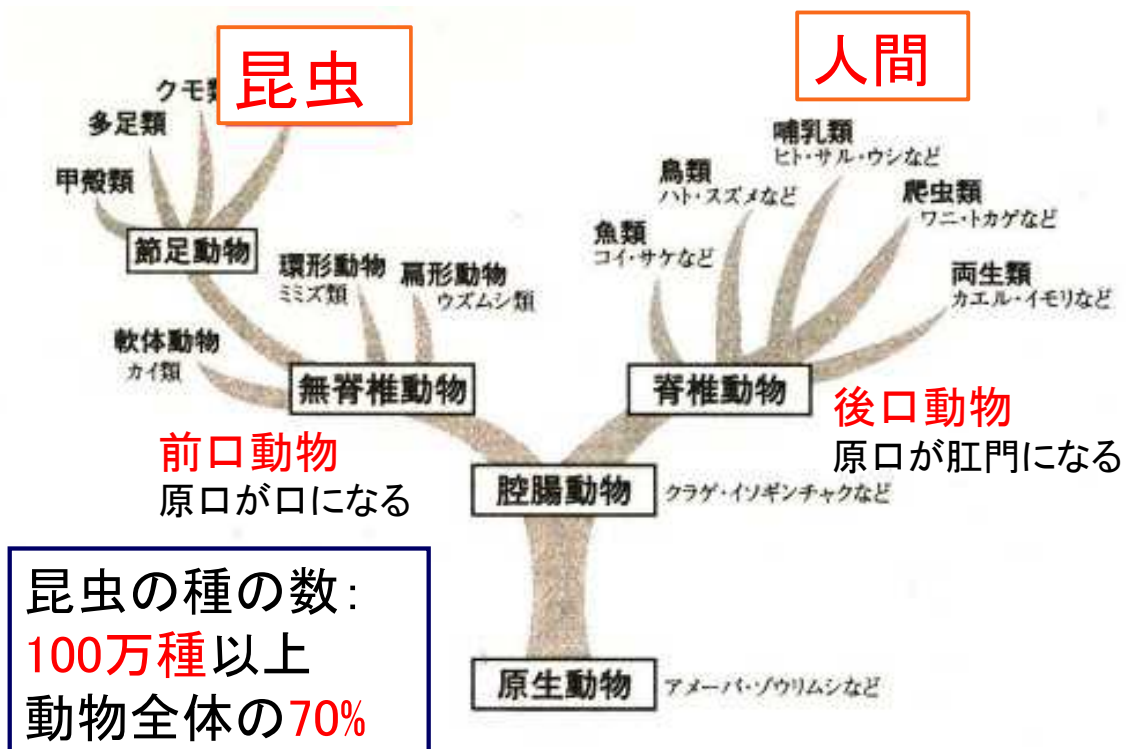 昆虫
人間
クモ
多足類
甲殻類
節足動物
環形動物
ミミズ類
扁形動物
ウズムシ類
軟体動物
カイ類
無脊椎動物
哺乳類
ヒト・サル・ウシなど
鳥類
ハト・スズメなど
爬虫類
ワニ・トカゲなど
魚類
コイ・サケなど
両生類
カエル・イモリなど
脊椎動物
前口動物
原口が口になる
後口動物
原口が肛門になる
腔腸動物
クラゲ・イソギンチャクなど
昆虫の種の数:
100万種以上
動物全体の70%
原生動物
アメーバ・ゾウリムシなど